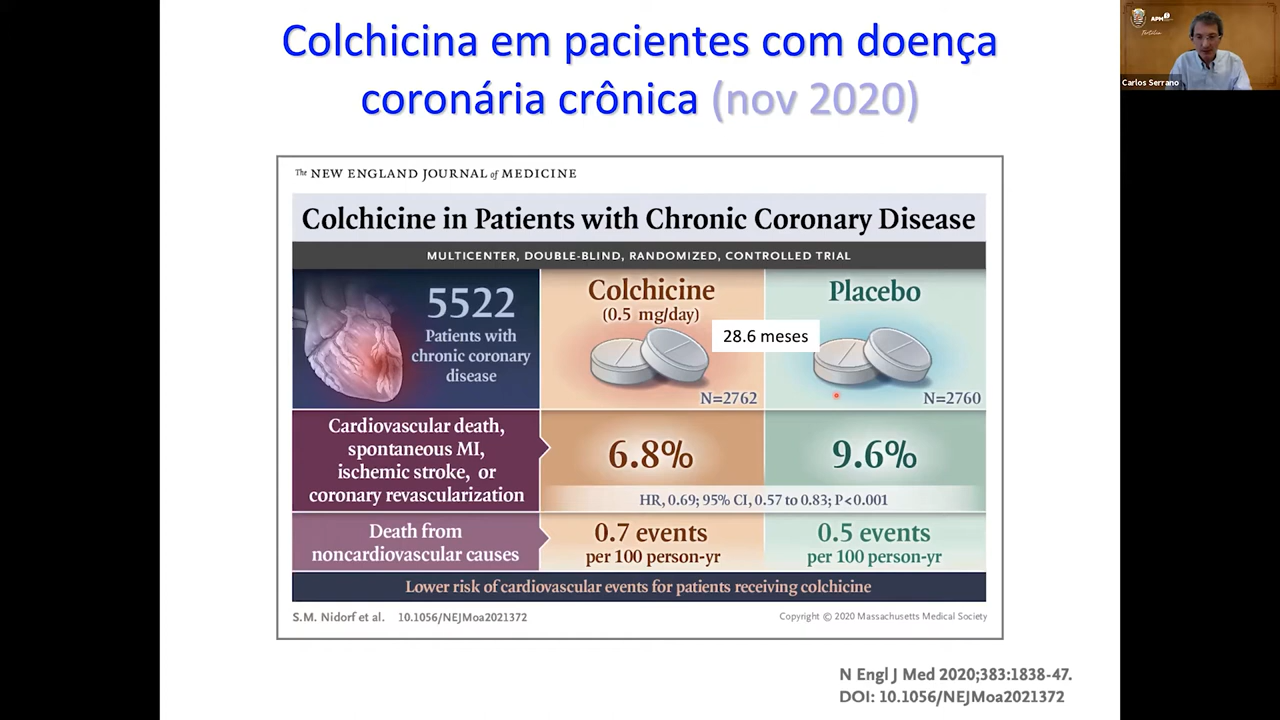 Colchicina em pacientes com doença
coronária crônica (nov 2020)
The NEW ENGLAND JOURNAL of MEDICINE
Colchicine in Patients with Chronic Coronary Disease
MULTICENTER, DOUBLE-BLIND, RANDOMIZED, CONTROLLED TRIAL
5522
Patients with
chronic coronary
disease
Colchicine
(0.5 mg/day)
N=2762
28.6 meses
Placebo
N=2760
Cardiovascular death,
spontaneous MI,
ischemic stroke, or
coronary revascularization
6.8%
9.6%
HR, 0.69; 95% CI, 0.57 to 0.83; P<0.001
Death from
noncardiovascular causes
0.7 events
per 100 person-yr
0.5 events
per 100 person-yr
Lower risk of cardiovascular events for patients receiving colchicine
S.M. Nidorf et al. 10.1056/NEJMoa2021372
Copyright © 2020 Massachusetts Medical Society
N Engl J Med 2020;383:1838-47.
DOI: 10.1056/NEJMoa2021372
APM
Carlos Serrano